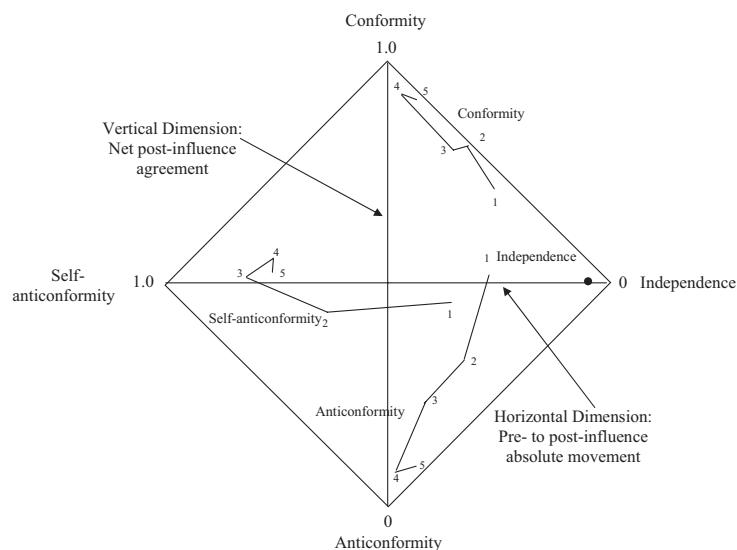 Conformity
1.0
4
5
Conformity
Vertical Dimension:
Net post-influence
agreement
2
3
1
1
Independence
4
3
5
Self-
anticonformity
1.0
0
Independence
Self-anticonformity
2
1
2
3
Anticonformity
Horizontal Dimension:
Pre- to post-influence
absolute movement
5
4
0
Anticonformity